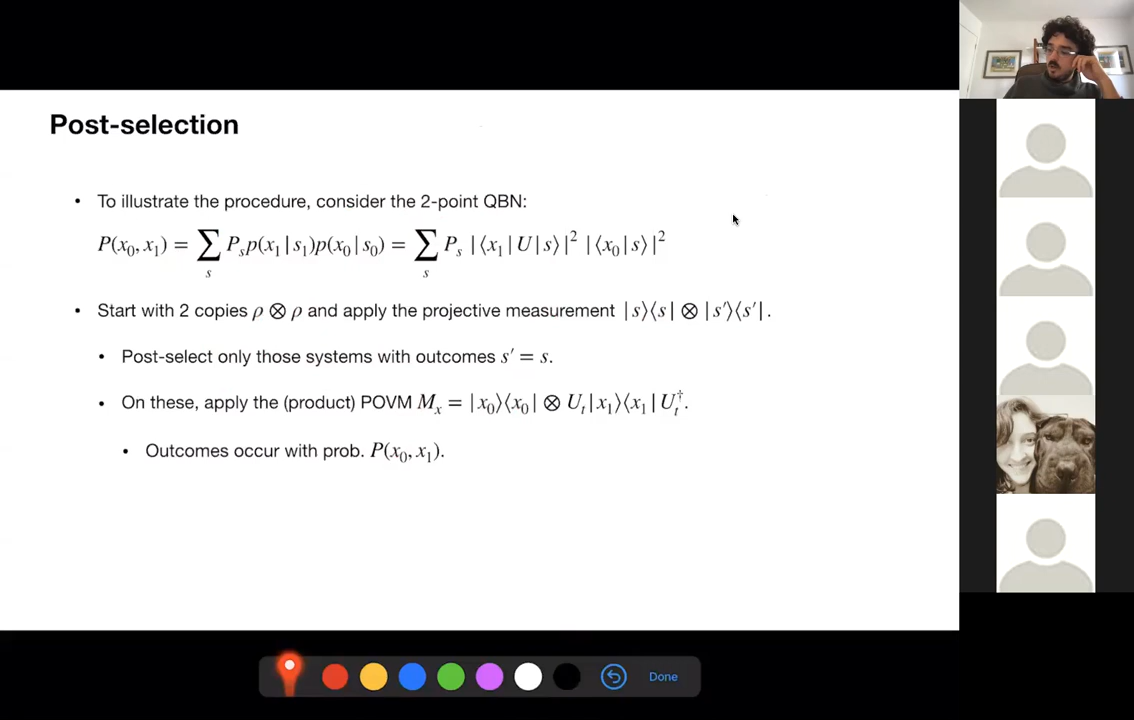 Post-selection
• To illustrate the procedure, consider the 2-point QBN:
P(x₀, x₁) = ∑ₛ Pₛp(x₁|s₁)p(x₀|s₀) = ∑ₛ Pₛ |⟨x₁|U|s⟩|² |⟨x₀|s⟩|²
• Start with 2 copies ρ ⊗ ρ and apply the projective measurement |s⟩⟨s| ⊗ |s′⟩⟨s′|.
• Post-select only those systems with outcomes s′ = s.
• On these, apply the (product) POVM Mₓ = |x₀⟩⟨x₀| ⊗ Uₜ|x₁⟩⟨x₁|Uₜ†.
• Outcomes occur with prob. P(x₀, x₁).
Done